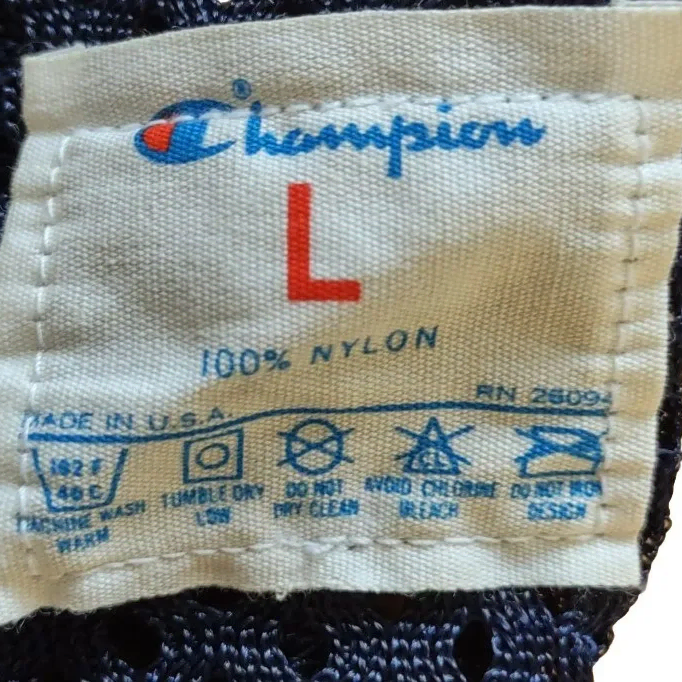 Champion®
L
100% NYLON
RN 26094
MADE IN U.S.A.
102 F
40 C
CL
MACHINE WASH
WARM
TUMBLE DRY
LOW
DO NOT
DRY CLEAN
AVOID CHLORINE
BLEACH
DO NOT IRON
DESIGN